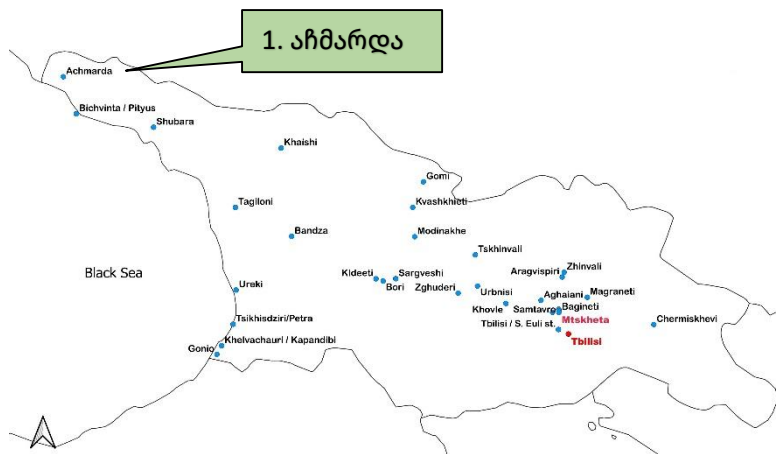 1. აჩმარდა
Achmarda
Bichvinta / Pityus
Shubara
Khaishi
Gomi
Tagiloni
Kvashkhieti
Bandza
Modinakhe
Black Sea
Tskhinvali
Zhinvali
Aragvispiri
Kldeeti
Sargveshi
Bori
Zghuderi
Urbnisi
Ureki
Aghaiani
Magraneti
Khovle
Samtavro
Bagineti
Mtskheta
Tsikhisdziri/Petra
Tbilisi / S. Euli st.
Chermiskhevi
Tbilisi
Khelvachauri / Kapandibi
Gonio